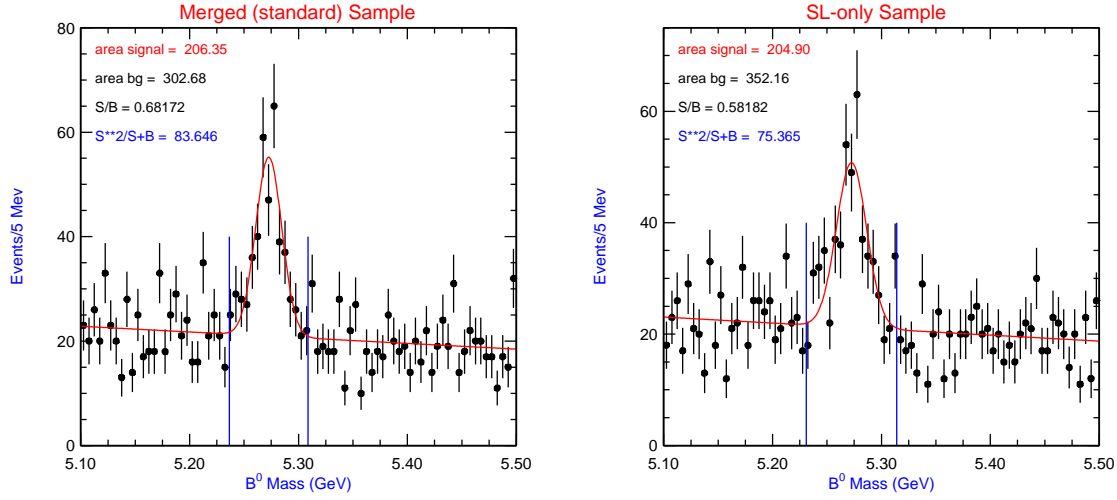 Merged (standard) Sample
area signal = 206.35
area bg = 302.68
S/B = 0.68172
S**2/S+B = 83.646
Events/5 Mev
80
60
40
20
0
5.10
5.20
5.30
5.40
5.50
B⁰ Mass (GeV)
SL-only Sample
area signal = 204.90
area bg = 352.16
S/B = 0.58182
S**2/S+B = 75.365
Events/5 Mev
60
40
20
0
5.10
5.20
5.30
5.40
5.50
B⁰ Mass (GeV)